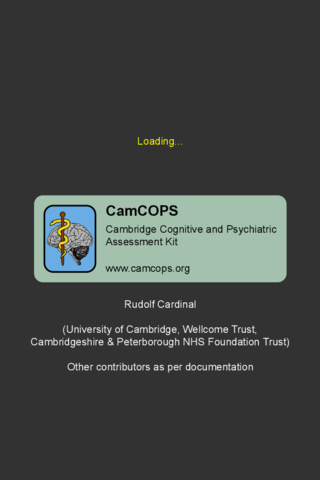 Loading...
CamCOPS
Cambridge Cognitive and Psychiatric
Assessment Kit
www.camcops.org
Rudolf Cardinal
(University of Cambridge, Wellcome Trust,
Cambridgeshire & Peterborough NHS Foundation Trust)
Other contributors as per documentation